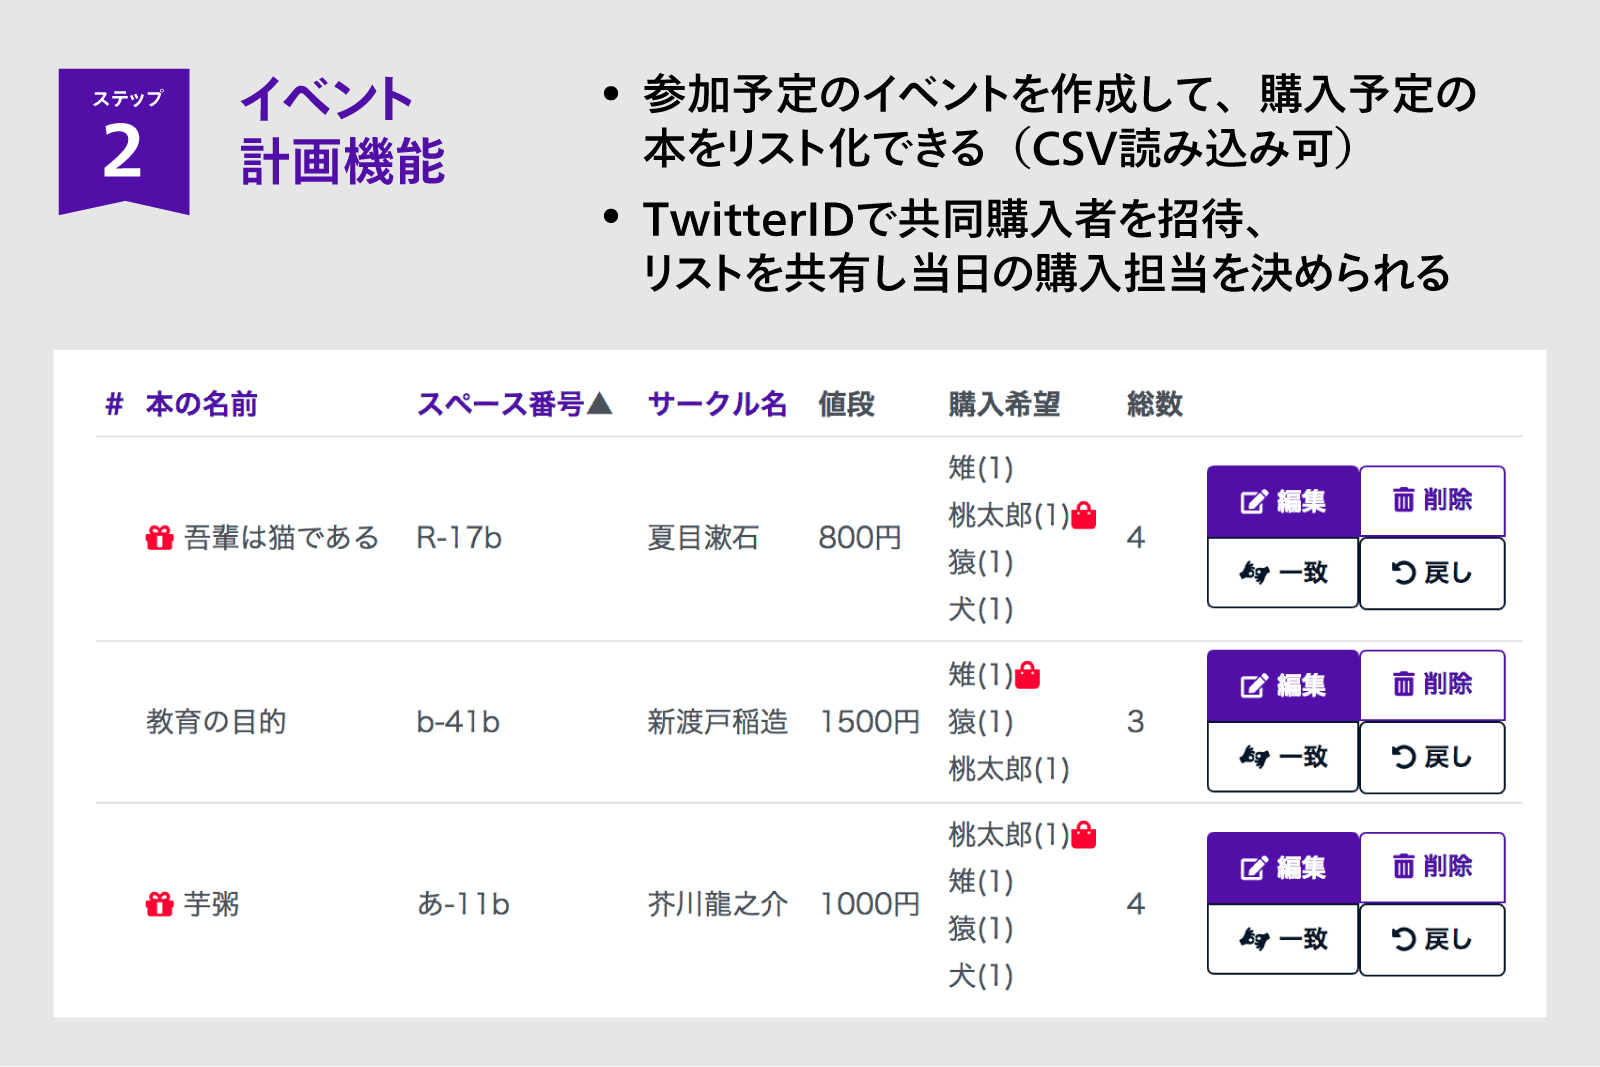 ステップ
2
イベント
計画機能
• 参加予定のイベントを作成して、購入予定の
本をリスト化できる（CSV読み込み可）
• TwitterIDで共同購入者を招待、
リストを共有し当日の購入担当を決められる
# 本の名前 スペース番号▲ サークル名 値段 購入希望 総数
吾輩は猫である R-17b 夏目漱石 800円
雉(1)
桃太郎(1)
猿(1)
犬(1)
4
編集 削除
一致 戻し
教育の目的 b-41b 新渡戸稲造 1500円
雉(1)
猿(1)
桃太郎(1)
3
編集 削除
一致 戻し
芋粥 あ-11b 芥川龍之介 1000円
桃太郎(1)
雉(1)
猿(1)
犬(1)
4
編集 削除
一致 戻し